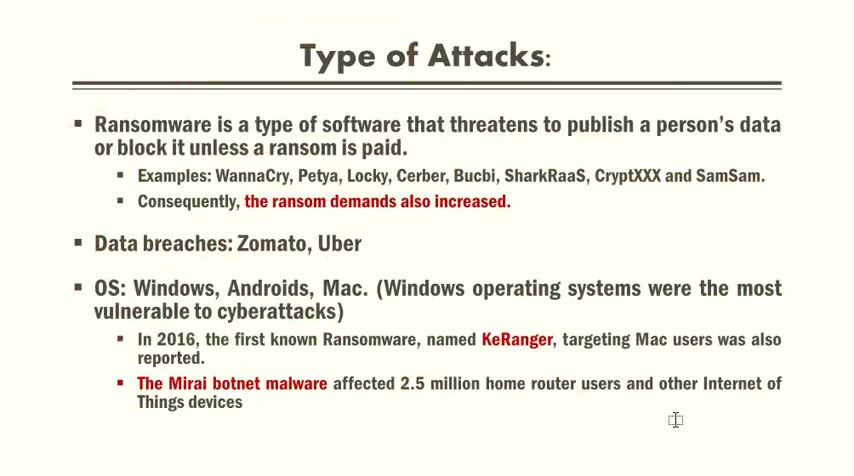 Type of Attacks:
▪ Ransomware is a type of software that threatens to publish a person's data
or block it unless a ransom is paid.
▪ Examples: WannaCry, Petya, Locky, Cerber, Bucbi, SharkRaaS, CryptXXX and SamSam.
▪ Consequently, the ransom demands also increased.
▪ Data breaches: Zomato, Uber
▪ OS: Windows, Androids, Mac. (Windows operating systems were the most
vulnerable to cyberattacks)
▪ In 2016, the first known Ransomware, named KeRanger, targeting Mac users was also
reported.
▪ The Mirai botnet malware affected 2.5 million home router users and other Internet of
Things devices